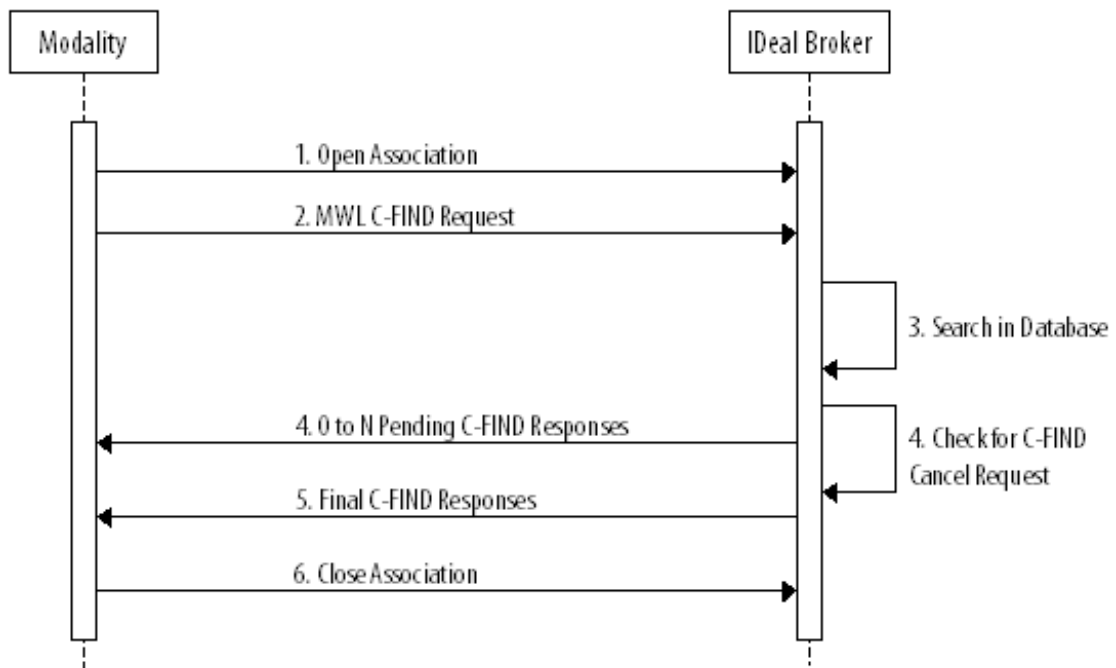 Modality
IDeal Broker
1. Open Association
2. MWL C-FIND Request
3. Search in Database
4. 0 to N Pending C-FIND Responses
4. Check for C-FIND
Cancel Request
5. Final C-FIND Responses
6. Close Association